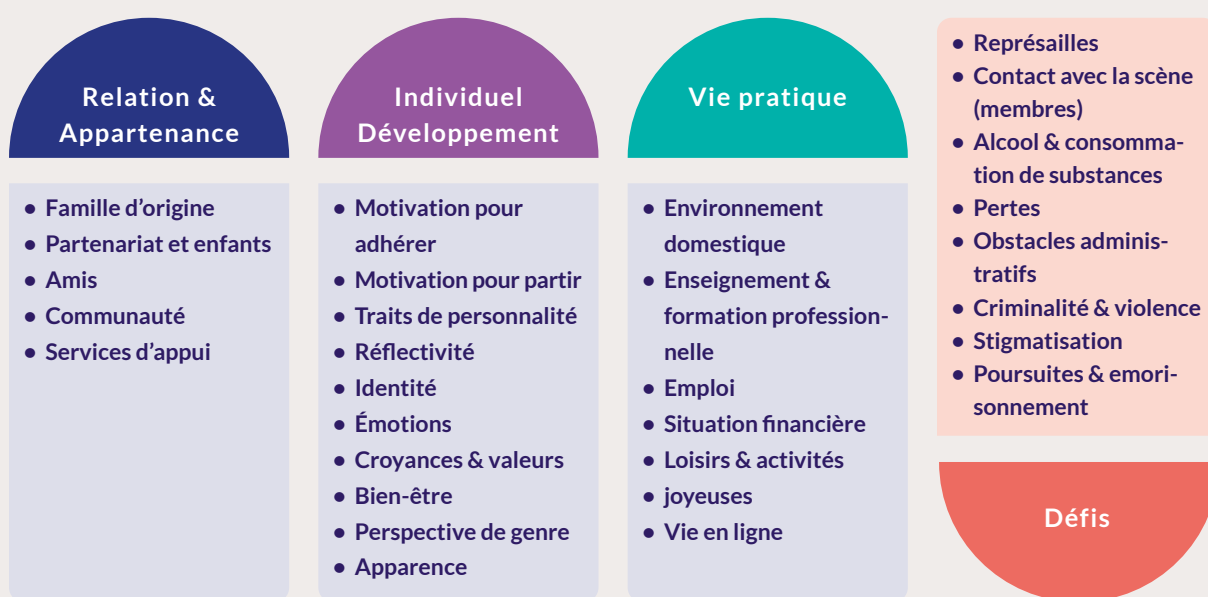 Relation &
Appartenance
• Famille d'origine
• Partenariat et enfants
• Amis
• Communauté
• Services d'appui
Individuel
Développement
• Motivation pour
adhérer
• Motivation pour partir
• Traits de personnalité
• Réflectivité
• Identité
• Émotions
• Croyances & valeurs
• Bien-être
• Perspective de genre
• Apparence
Vie pratique
• Environnement
domestique
• Enseignement &
formation profession-
nelle
• Emploi
• Situation financière
• Loisirs & activités
• joyeuses
• Vie en ligne
• Représailles
• Contact avec la scène
(membres)
• Alcool & consomma-
tion de substances
• Pertes
• Obstacles adminis-
tratifs
• Criminalité & violence
• Stigmatisation
• Poursuites & emori-
sonnement
Défis